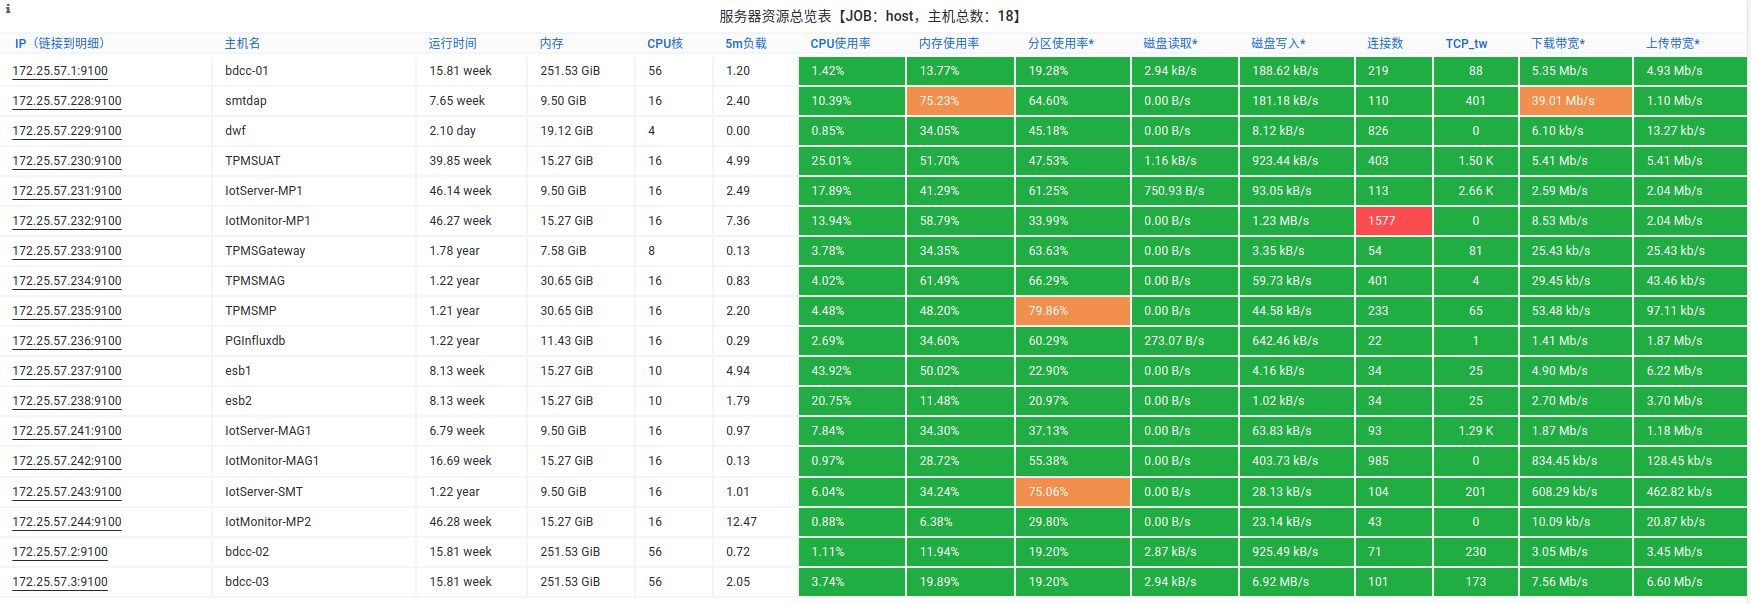 服务器资源总览表【JOB：host，主机总数：18】
IP（链接到明细） 主机名 运行时间 内存 CPU核 5m负载 CPU使用率 内存使用率 分区使用率* 磁盘读取* 磁盘写入* 连接数 TCP_tw 下载带宽* 上传带宽*
172.25.57.1:9100 bdcc-01 15.81 week 251.53 GiB 56 1.20 1.42% 13.77% 19.28% 2.94 kB/s 188.62 kB/s 219 88 5.35 Mb/s 4.93 Mb/s
172.25.57.228:9100 smtdap 7.65 week 9.50 GiB 16 2.40 10.39% 75.23% 64.60% 0.00 B/s 181.18 kB/s 110 401 39.01 Mb/s 1.10 Mb/s
172.25.57.229:9100 dwf 2.10 day 19.12 GiB 4 0.00 0.85% 34.05% 45.18% 0.00 B/s 8.12 kB/s 826 0 6.10 kb/s 13.27 kb/s
172.25.57.230:9100 TPMSUAT 39.85 week 15.27 GiB 16 4.99 25.01% 51.70% 47.53% 1.16 kB/s 923.44 kB/s 403 1.50 K 5.41 Mb/s 5.41 Mb/s
172.25.57.231:9100 IotServer-MP1 46.14 week 9.50 GiB 16 2.49 17.89% 41.29% 61.25% 750.93 B/s 93.05 kB/s 113 2.66 K 2.59 Mb/s 2.04 Mb/s
172.25.57.232:9100 IotMonitor-MP1 46.27 week 15.27 GiB 16 7.36 13.94% 58.79% 33.99% 0.00 B/s 1.23 MB/s 1577 0 8.53 Mb/s 2.04 Mb/s
172.25.57.233:9100 TPMSGateway 1.78 year 7.58 GiB 8 0.13 3.78% 34.35% 63.63% 0.00 B/s 3.35 kB/s 54 81 25.43 kb/s 25.43 kb/s
172.25.57.234:9100 TPMSMAG 1.22 year 30.65 GiB 16 0.83 4.02% 61.49% 66.29% 0.00 B/s 59.73 kB/s 401 4 29.45 kb/s 43.46 kb/s
172.25.57.235:9100 TPMSMP 1.21 year 30.65 GiB 16 2.20 4.48% 48.20% 79.86% 0.00 B/s 44.58 kB/s 233 65 53.48 kb/s 97.11 kb/s
172.25.57.236:9100 PGInfluxdb 1.22 year 11.43 GiB 16 0.29 2.69% 34.60% 60.29% 273.07 B/s 642.46 kB/s 22 1 1.41 Mb/s 1.87 Mb/s
172.25.57.237:9100 esb1 8.13 week 15.27 GiB 10 4.94 43.92% 50.02% 22.90% 0.00 B/s 4.16 kB/s 34 25 4.90 Mb/s 6.22 Mb/s
172.25.57.238:9100 esb2 8.13 week 15.27 GiB 10 1.79 20.75% 11.48% 20.97% 0.00 B/s 1.02 kB/s 34 25 2.70 Mb/s 3.70 Mb/s
172.25.57.241:9100 IotServer-MAG1 6.79 week 9.50 GiB 16 0.97 7.84% 34.30% 37.13% 0.00 B/s 63.83 kB/s 93 1.29 K 1.87 Mb/s 1.18 Mb/s
172.25.57.242:9100 IotMonitor-MAG1 16.69 week 15.27 GiB 16 0.13 0.97% 28.72% 55.38% 0.00 B/s 403.73 kB/s 985 0 834.45 kb/s 128.45 kb/s
172.25.57.243:9100 IotServer-SMT 1.22 year 9.50 GiB 16 1.01 6.04% 34.24% 75.06% 0.00 B/s 28.13 kB/s 104 201 608.29 kb/s 462.82 kb/s
172.25.57.244:9100 IotMonitor-MP2 46.28 week 15.27 GiB 16 12.47 0.88% 6.38% 29.80% 0.00 B/s 23.14 kB/s 43 0 10.09 kb/s 20.87 kb/s
172.25.57.2:9100 bdcc-02 15.81 week 251.53 GiB 56 0.72 1.11% 11.94% 19.20% 2.87 kB/s 925.49 kB/s 71 230 3.05 Mb/s 3.45 Mb/s
172.25.57.3:9100 bdcc-03 15.81 week 251.53 GiB 56 2.05 3.74% 19.89% 19.20% 2.94 kB/s 6.92 MB/s 101 173 7.56 Mb/s 6.60 Mb/s